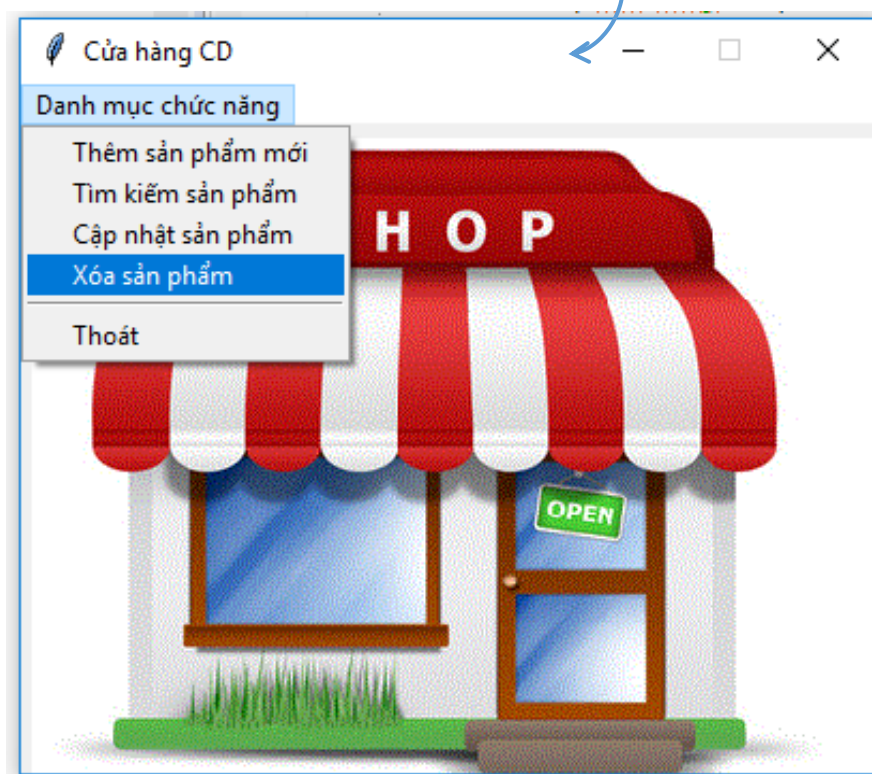 Cửa hàng CD
Danh mục chức năng
Thêm sản phẩm mới
Tìm kiếm sản phẩm
Cập nhật sản phẩm
Xóa sản phẩm
Thoát
HOP
OPEN